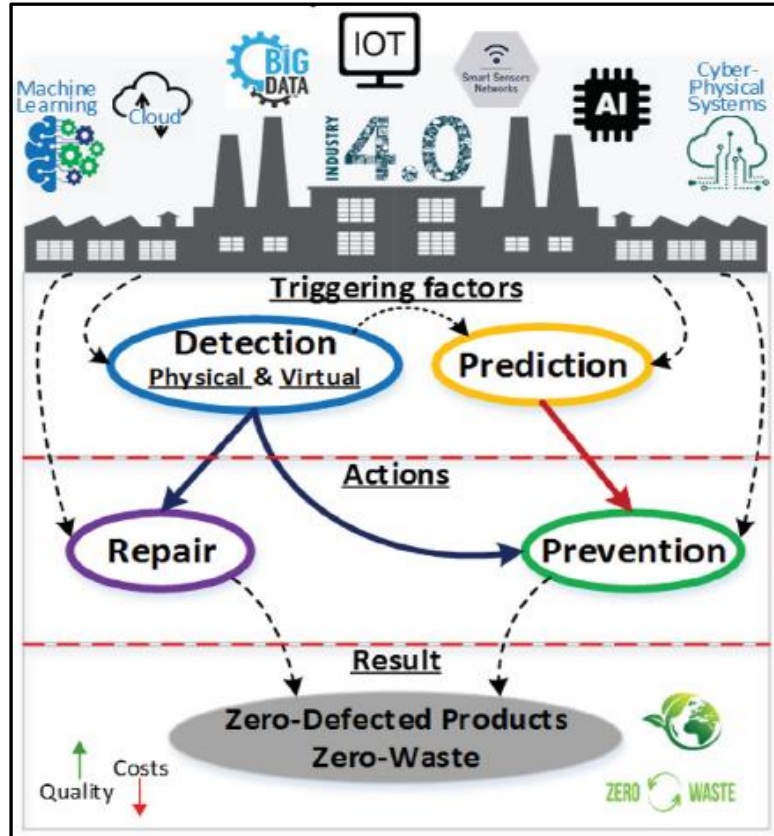 IOT
BIG
DATA
Smart Sensors
Networks
Machine
Learning
Cloud
AI
Cyber-
Physical
Systems
INDUSTRY
4.0
Triggering factors
Detection
Physical & Virtual
Prediction
Actions
Repair
Prevention
Result
Zero-Defected Products
Zero-Waste
Quality
Costs
ZERO WASTE